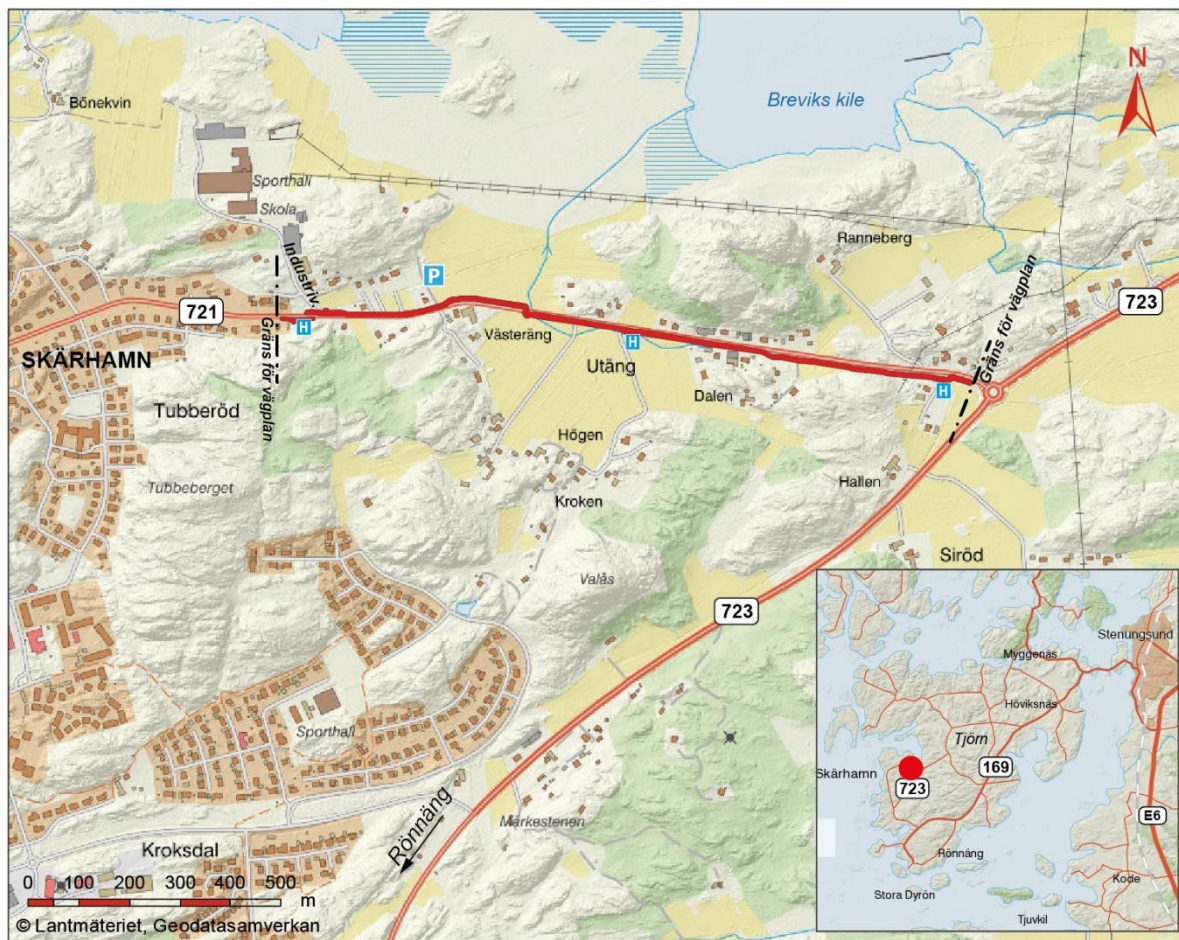 N
Bönekvin
Breviks kile
Sporthall
Skola
Industriv.
Ranneberg
P
Gräns för vägplan
723
721
H
Gräns för vägplan
Västeräng
H
SKÄRHAMN
Utäng
Tubberöd
Dalen
H
Högen
Tubbeberget
Hallen
Kroken
Siröd
Valås
723
Sporthall
Rönnäng
Märkestenen
Kroksdal
0 100 200 300 400 500
m
© Lantmäteriet, Geodatasamverkan
Stenungsund
Myggenäs
Höviksnäs
Tjörn
Skärhamn
169
723
E6
Rönnäng
Kode
Stora Dyrön
Tjuvkil